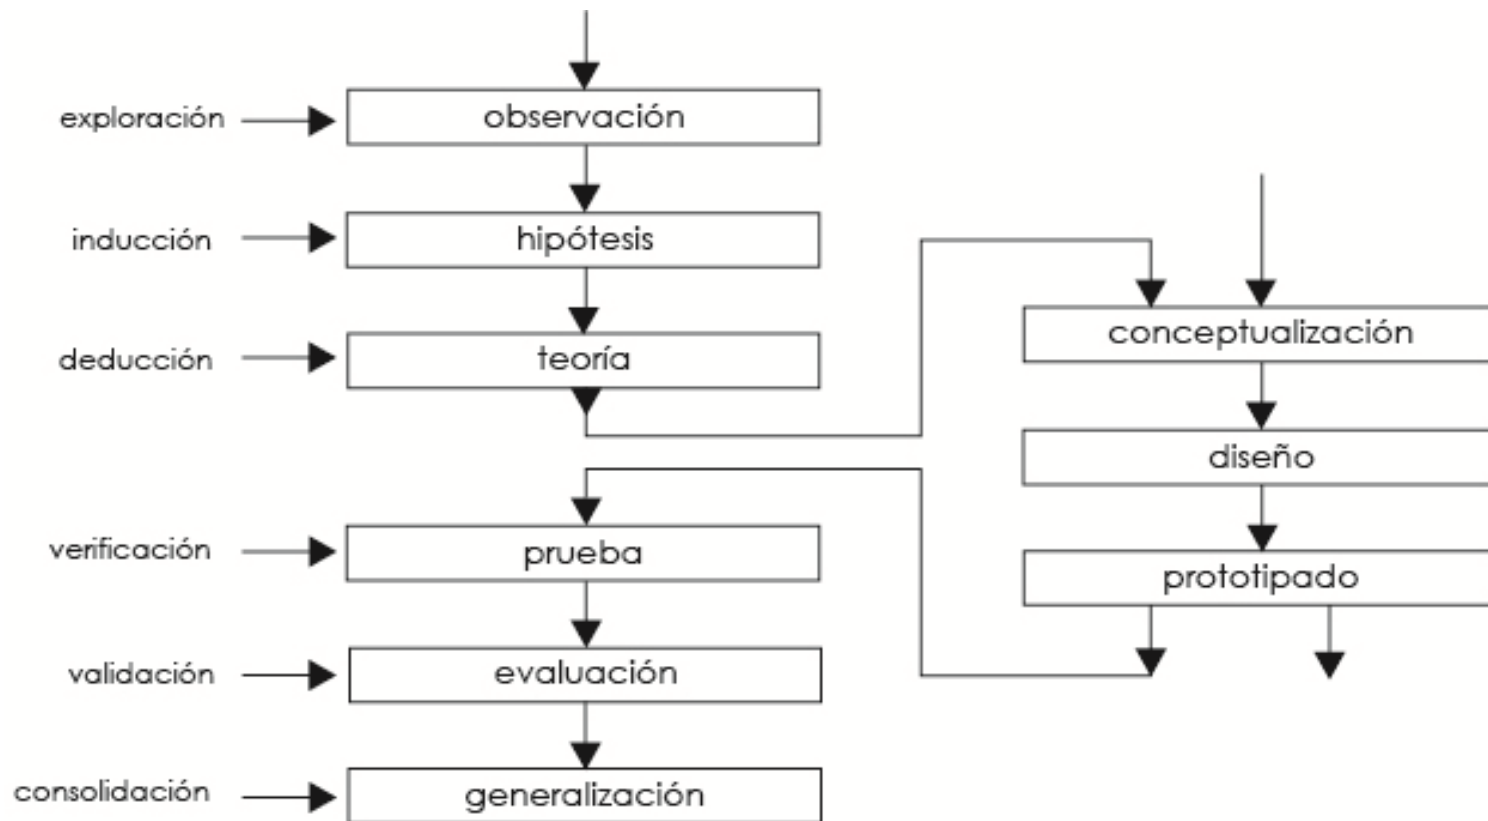 exploración
observación
inducción
hipótesis
deducción
teoría
conceptualización
diseño
prototipado
verificación
prueba
validación
evaluación
consolidación
generalización